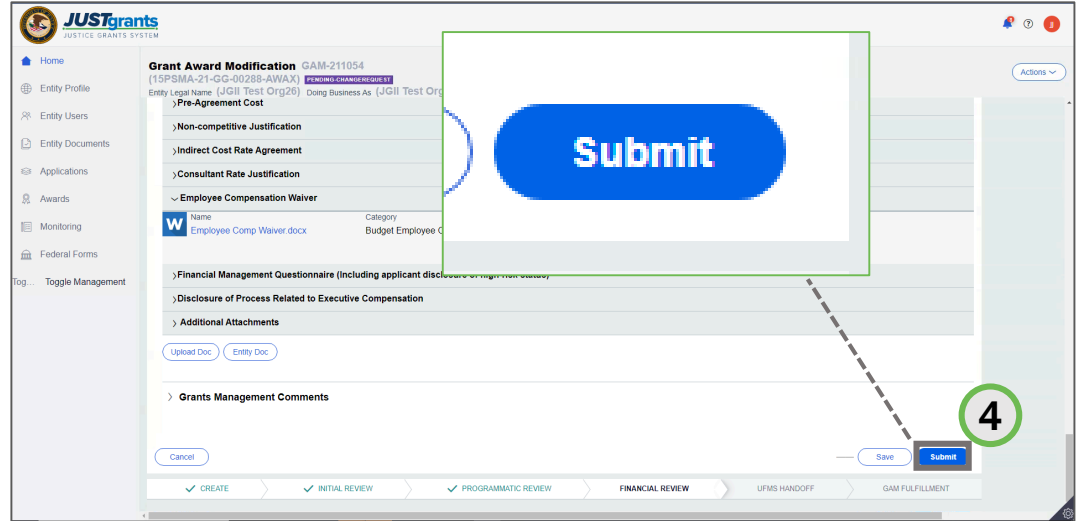 JUSTgrants
JUSTICE GRANTS SYSTEM
J
Home
Entity Profile
Entity Users
Entity Documents
Applications
Awards
Monitoring
Federal Forms
Tog... Toggle Management
Grant Award Modification GAM-211054
(15PSMA-21-GG-00288-AWAX) PENDING-CHANGEREQUEST
Entity Legal Name (JGII Test Org26) Doing Business As (JGII Test Org
Actions
Pre-Agreement Cost
Non-competitive Justification
Indirect Cost Rate Agreement
Consultant Rate Justification
Employee Compensation Waiver
Name Category
W Employee Comp Waiver.docx Budget Employee C
Submit
Financial Management Questionnaire (Including applicant disclosure of high risk status)
Disclosure of Process Related to Executive Compensation
Additional Attachments
Upload Doc Entity Doc
Grants Management Comments
4
Cancel Save Submit
CREATE INITIAL REVIEW PROGRAMMATIC REVIEW FINANCIAL REVIEW UFMS HANDOFF GAM FULFILLMENT